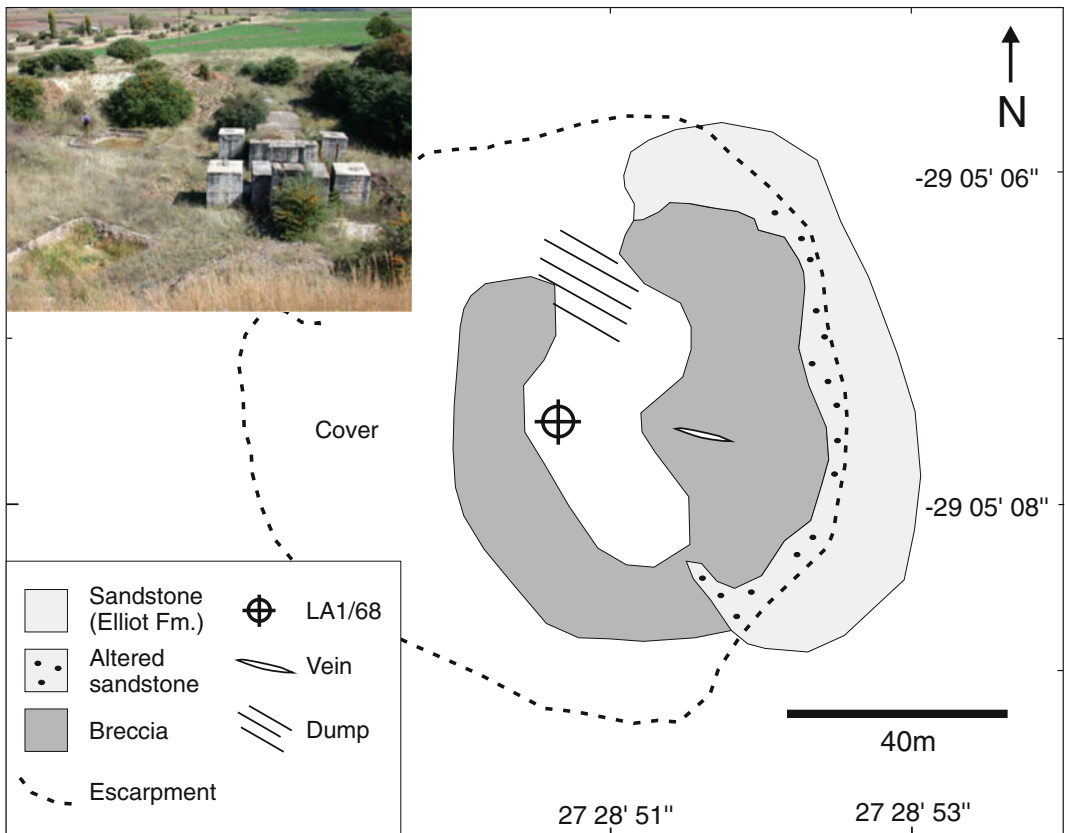 N
-29 05' 06"
Cover
-29 05' 08"
Sandstone
(Elliot Fm.)
LA1/68
Altered
sandstone
Vein
Breccia
Dump
Escarpment
40m
27 28' 51"
27 28' 53"